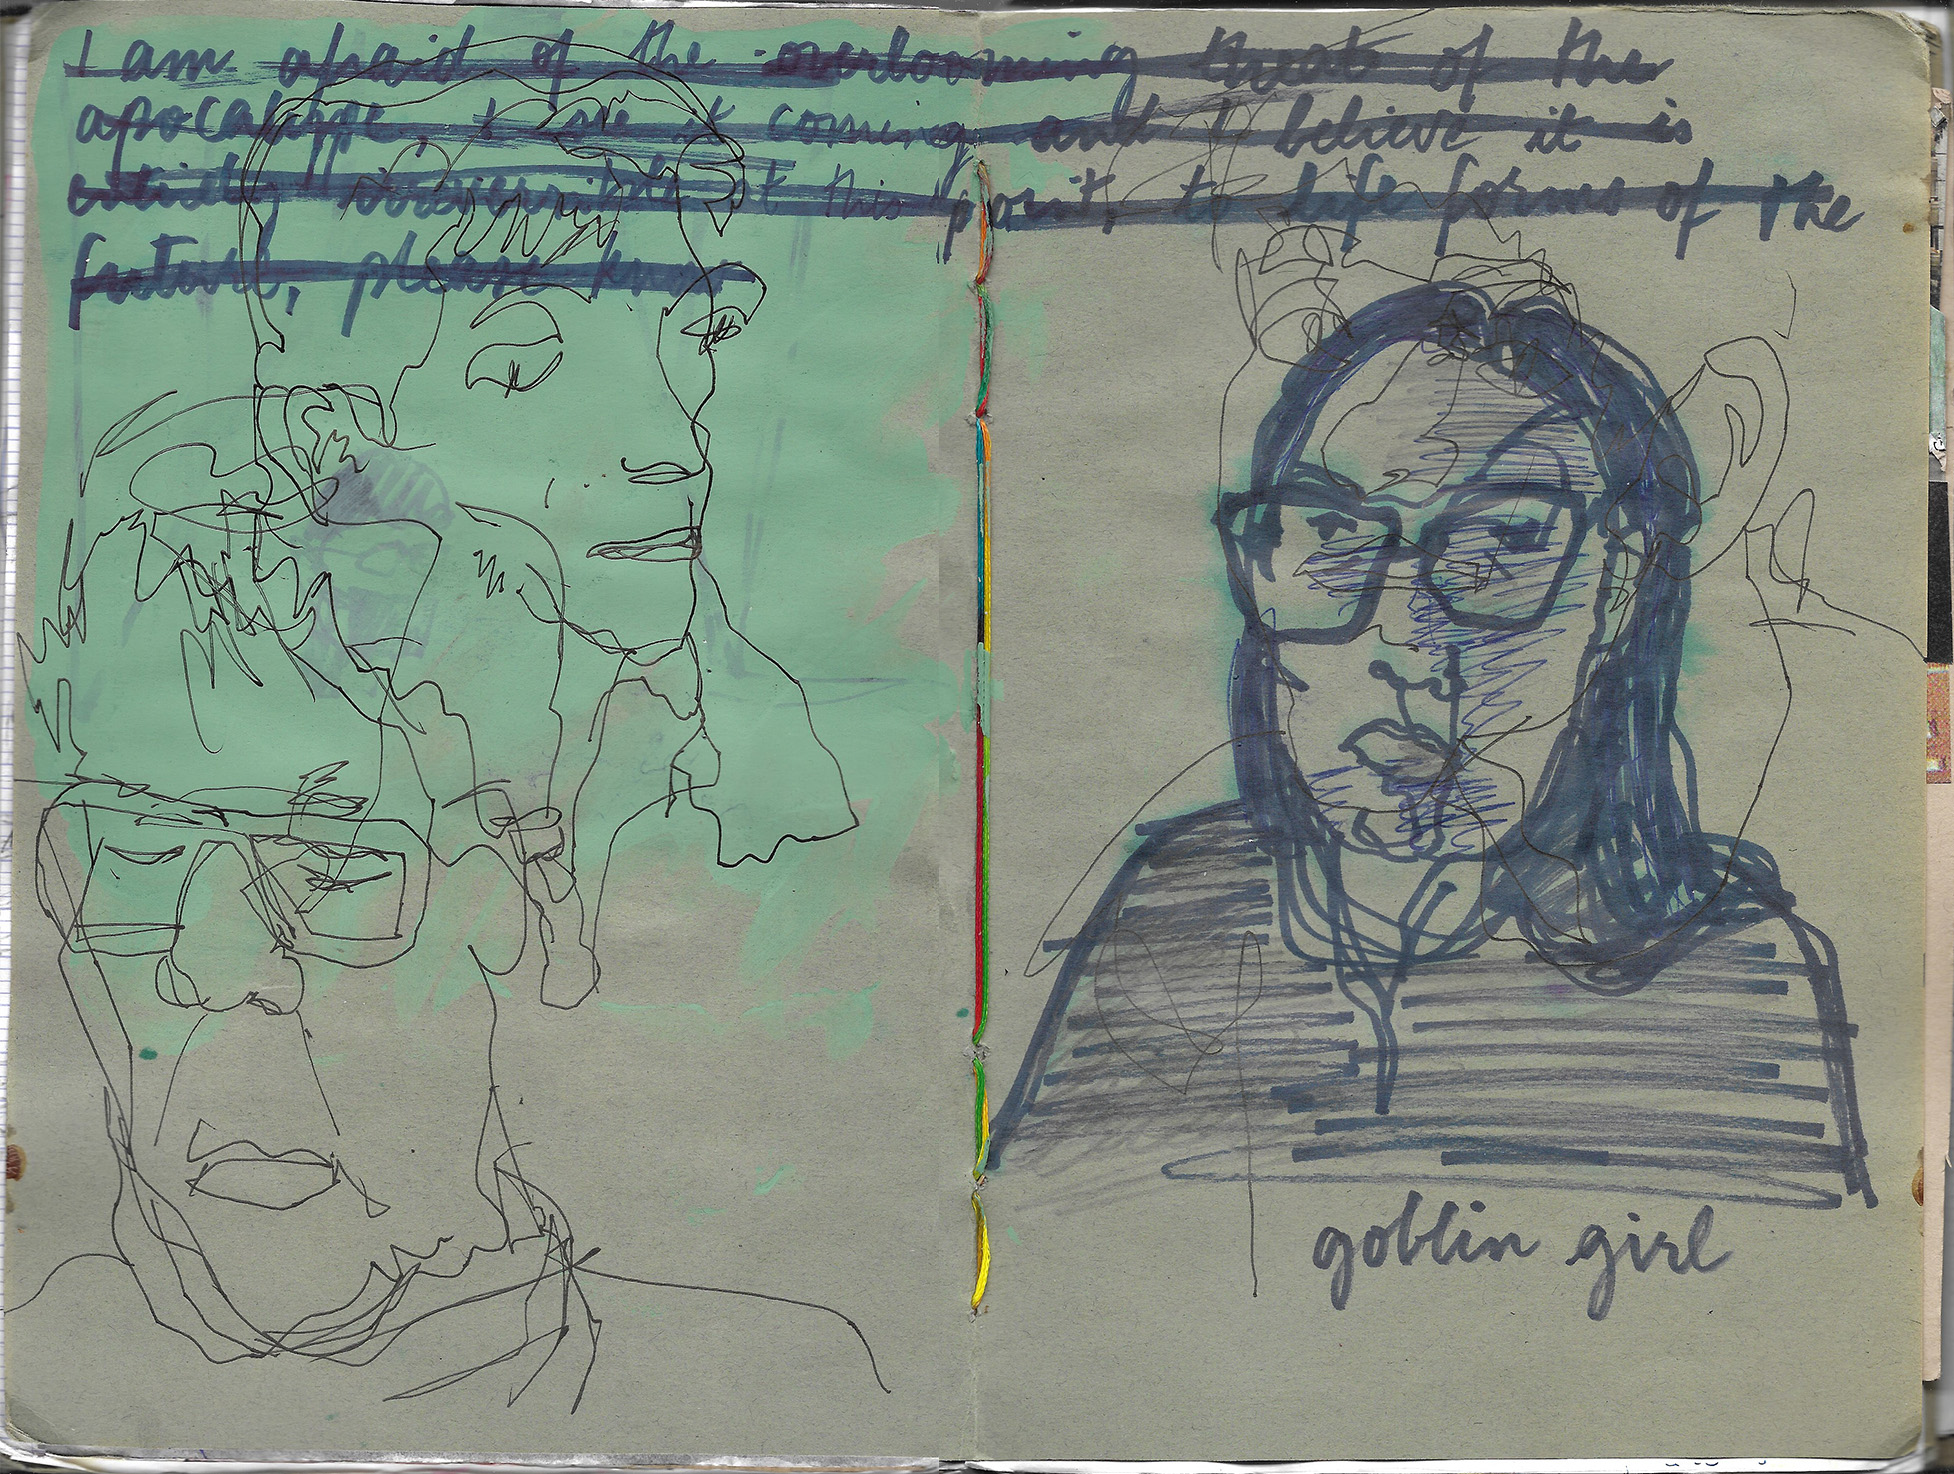 I am afraid of the overlooming threat of the
apocalypse, I see it coming and I believe it is
entirely irreversible at this point, to life forms of the
future, please know
goblin girl